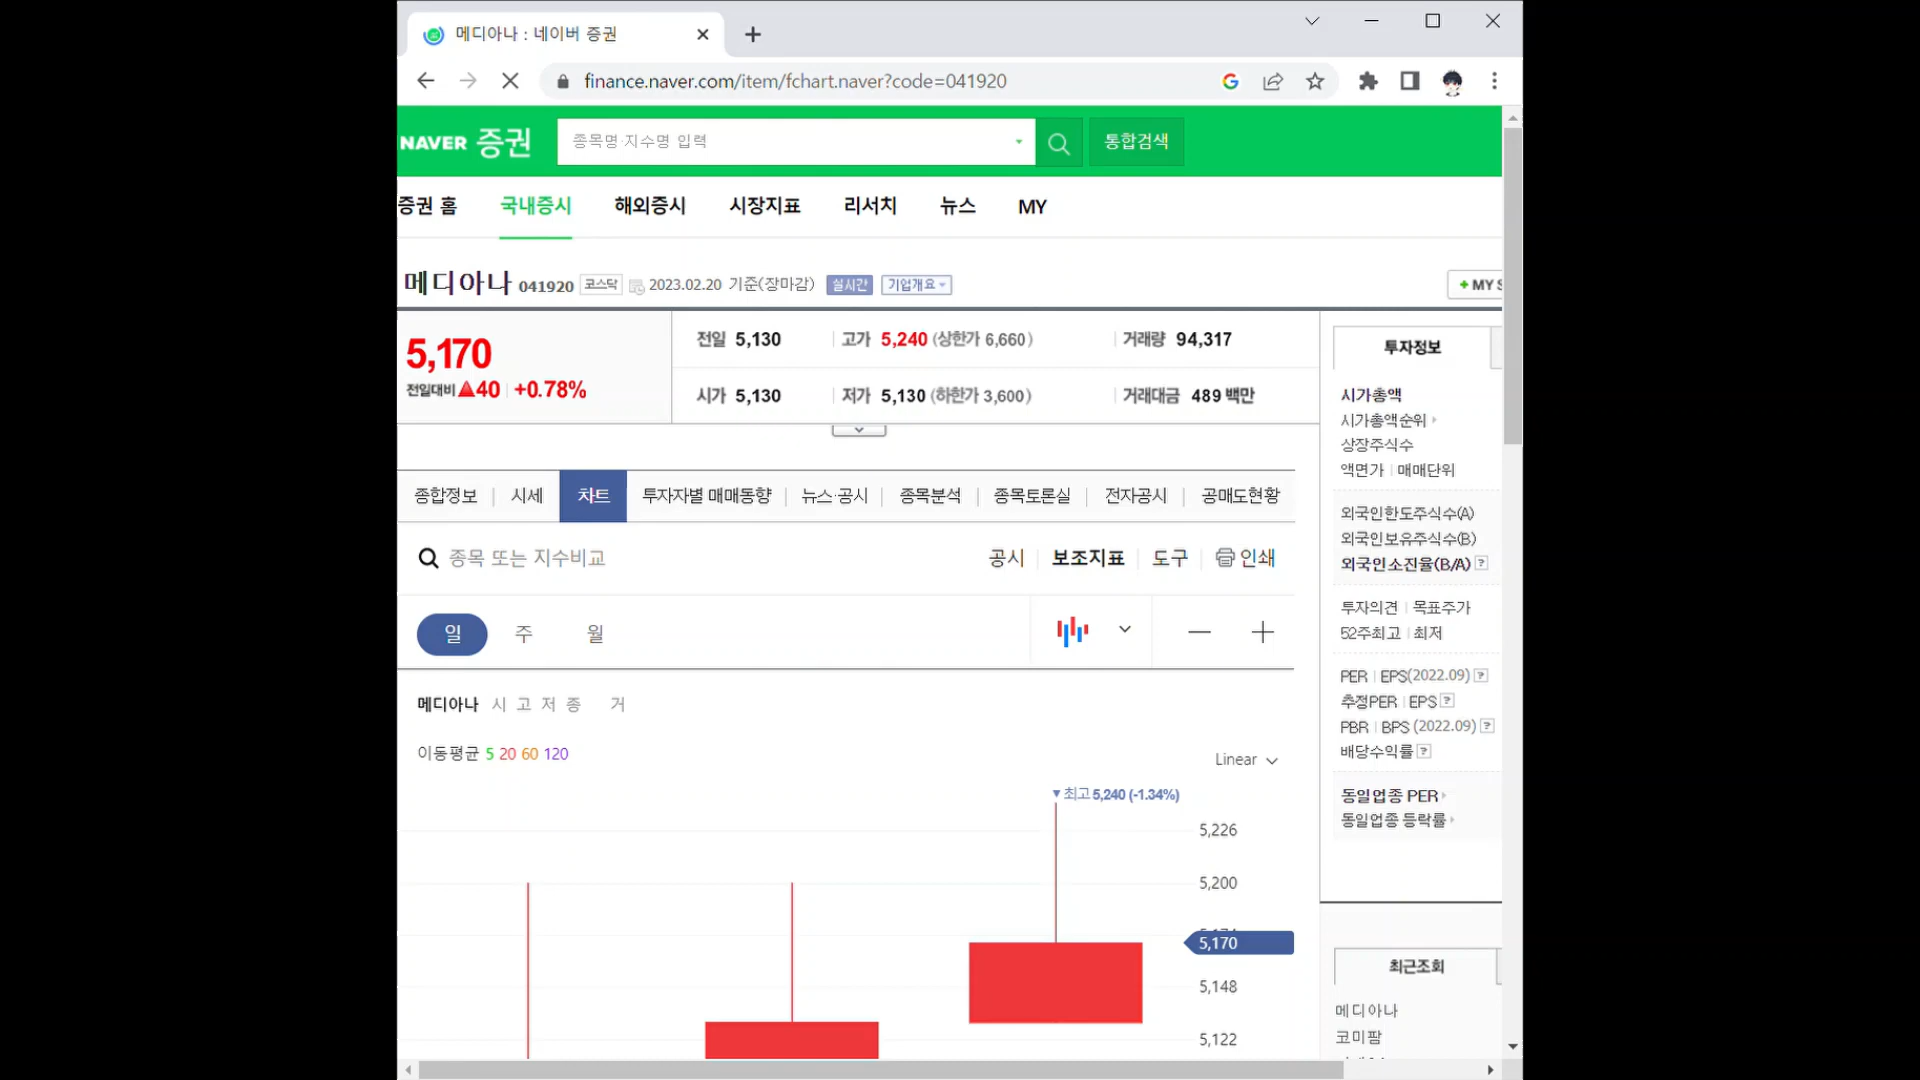 메디아나 : 네이버 증권
finance.naver.com/item/fchart.naver?code=041920
NAVER 증권 종목명·지수명 입력 통합검색
증권 홈 국내증시 해외증시 시장지표 리서치 뉴스 MY
메디아나 041920 코스닥 2023.02.20 기준(장마감) 실시간 기업개요 + MY S
5,170
전일대비 ▲40 +0.78%
전일 5,130 고가 5,240 (상한가 6,660) 거래량 94,317
시가 5,130 저가 5,130 (하한가 3,600) 거래대금 489 백만
종합정보 시세 차트 투자자별 매매동향 뉴스·공시 종목분석 종목토론실 전자공시 공매도현황
종목 또는 지수비교 공시 보조지표 도구 인쇄
일 주 월
메디아나 시 고 저 종 거
이동평균 5 20 60 120
Linear
▼최고 5,240 (-1.34%)
5,226
5,200
5,170
5,148
5,122
투자정보
시가총액
시가총액순위
상장주식수
액면가 매매단위
외국인한도주식수(A)
외국인보유주식수(B)
외국인소진율(B/A) ?
투자의견 목표주가
52주최고 최저
PER EPS(2022.09) ?
추정PER EPS ?
PBR BPS (2022.09) ?
배당수익률 ?
동일업종 PER
동일업종 등락률
최근조회
메디아나
코미팜